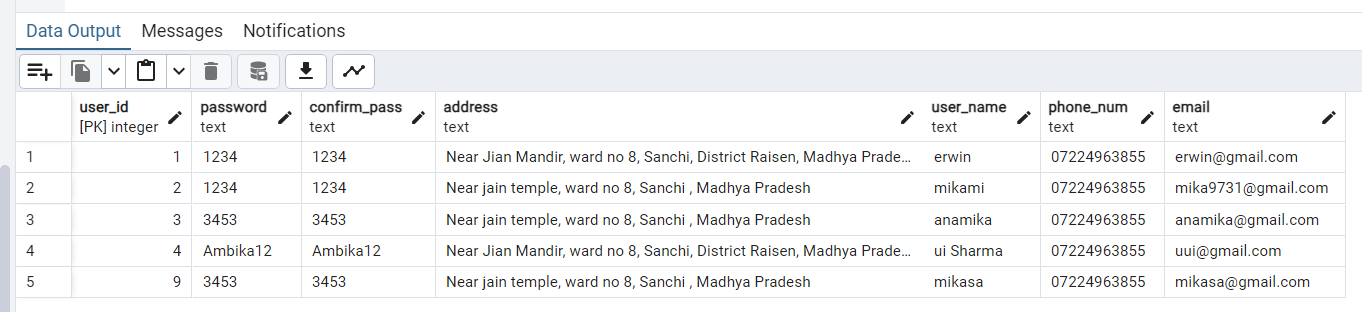 Data Output Messages Notifications
user_id password confirm_pass address user_name phone_num email
[PK] integer text text text text text text
1 1 1234 1234 Near Jian Mandir, ward no 8, Sanchi, District Raisen, Madhya Prade... erwin 07224963855 erwin@gmail.com
2 2 1234 1234 Near jain temple, ward no 8, Sanchi , Madhya Pradesh mikami 07224963855 mika9731@gmail.com
3 3 3453 3453 Near jain temple, ward no 8, Sanchi , Madhya Pradesh anamika 07224963855 anamika@gmail.com
4 4 Ambika12 Ambika12 Near Jian Mandir, ward no 8, Sanchi, District Raisen, Madhya Prade... ui Sharma 07224963855 uui@gmail.com
5 9 3453 3453 Near jain temple, ward no 8, Sanchi , Madhya Pradesh mikasa 07224963855 mikasa@gmail.com